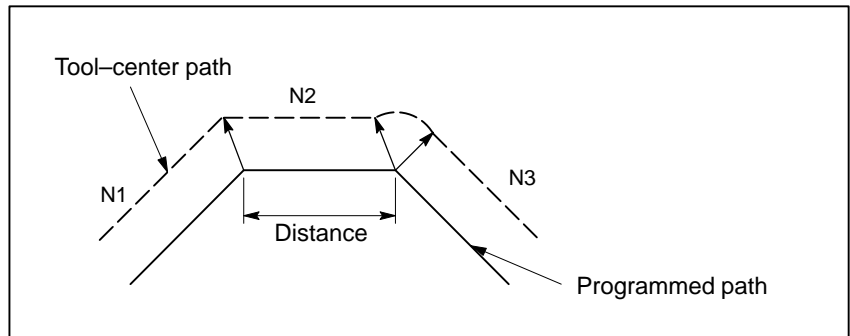 Tool–center path
N2
N1
N3
Distance
Programmed path